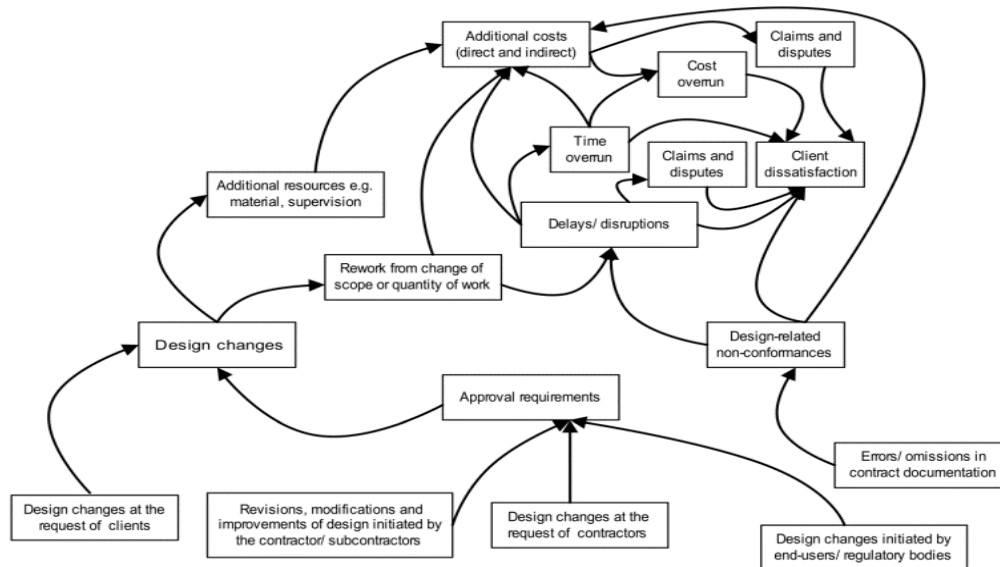 Additional costs
(direct and indirect)
Claims and
disputes
Cost
overrun
Time
overrun
Claims and
disputes
Client
dissatisfaction
Additional resources e.g.
material, supervision
Delays/ disruptions
Rework from change of
scope or quantity of work
Design changes
Design-related
non-conformances
Approval requirements
Errors/ omissions in
contract documentation
Design changes at the
request of clients
Revisions, modifications and
improvements of design initiated by
the contractor/ subcontractors
Design changes at the
request of contractors
Design changes initiated by
end-users/ regulatory bodies